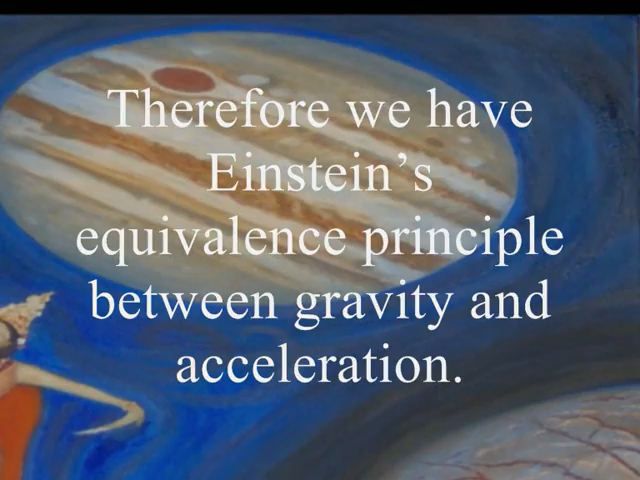 Therefore we have
Einstein’s
equivalence principle
between gravity and
acceleration.